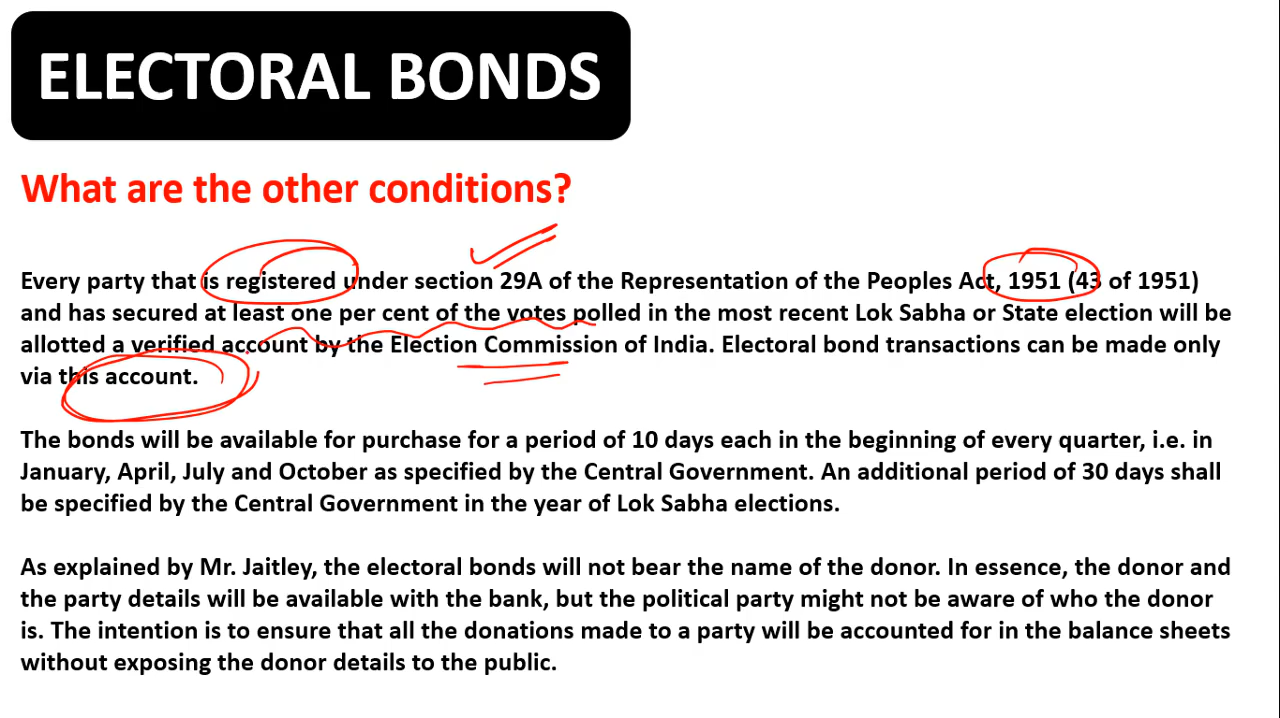 ELECTORAL BONDS
What are the other conditions?
Every party that is registered under section 29A of the Representation of the Peoples Act, 1951 (43 of 1951)
and has secured at least one per cent of the votes polled in the most recent Lok Sabha or State election will be
allotted a verified account by the Election Commission of India. Electoral bond transactions can be made only
via this account.
The bonds will be available for purchase for a period of 10 days each in the beginning of every quarter, i.e. in
January, April, July and October as specified by the Central Government. An additional period of 30 days shall
be specified by the Central Government in the year of Lok Sabha elections.
As explained by Mr. Jaitley, the electoral bonds will not bear the name of the donor. In essence, the donor and
the party details will be available with the bank, but the political party might not be aware of who the donor
is. The intention is to ensure that all the donations made to a party will be accounted for in the balance sheets
without exposing the donor details to the public.